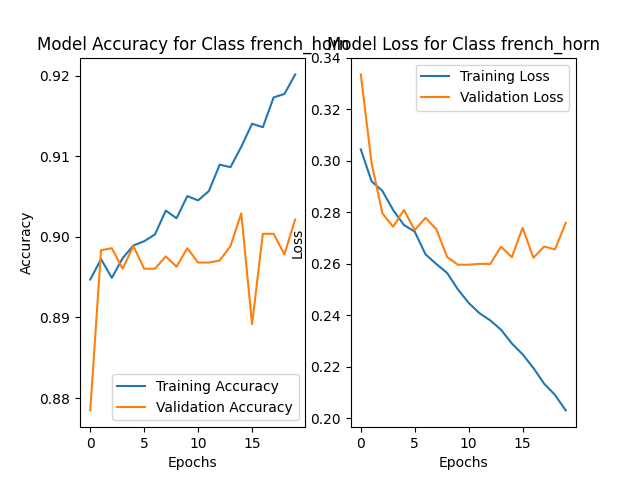 Model Accuracy for Class french_horn
0.92
0.91
0.90
0.89
0.88
Accuracy
Training Accuracy
Validation Accuracy
0
5
10
15
Epochs
Model Loss for Class french_horn
0.34
0.32
0.30
0.28
0.26
0.24
0.22
0.20
Loss
Training Loss
Validation Loss
0
5
10
15
Epochs